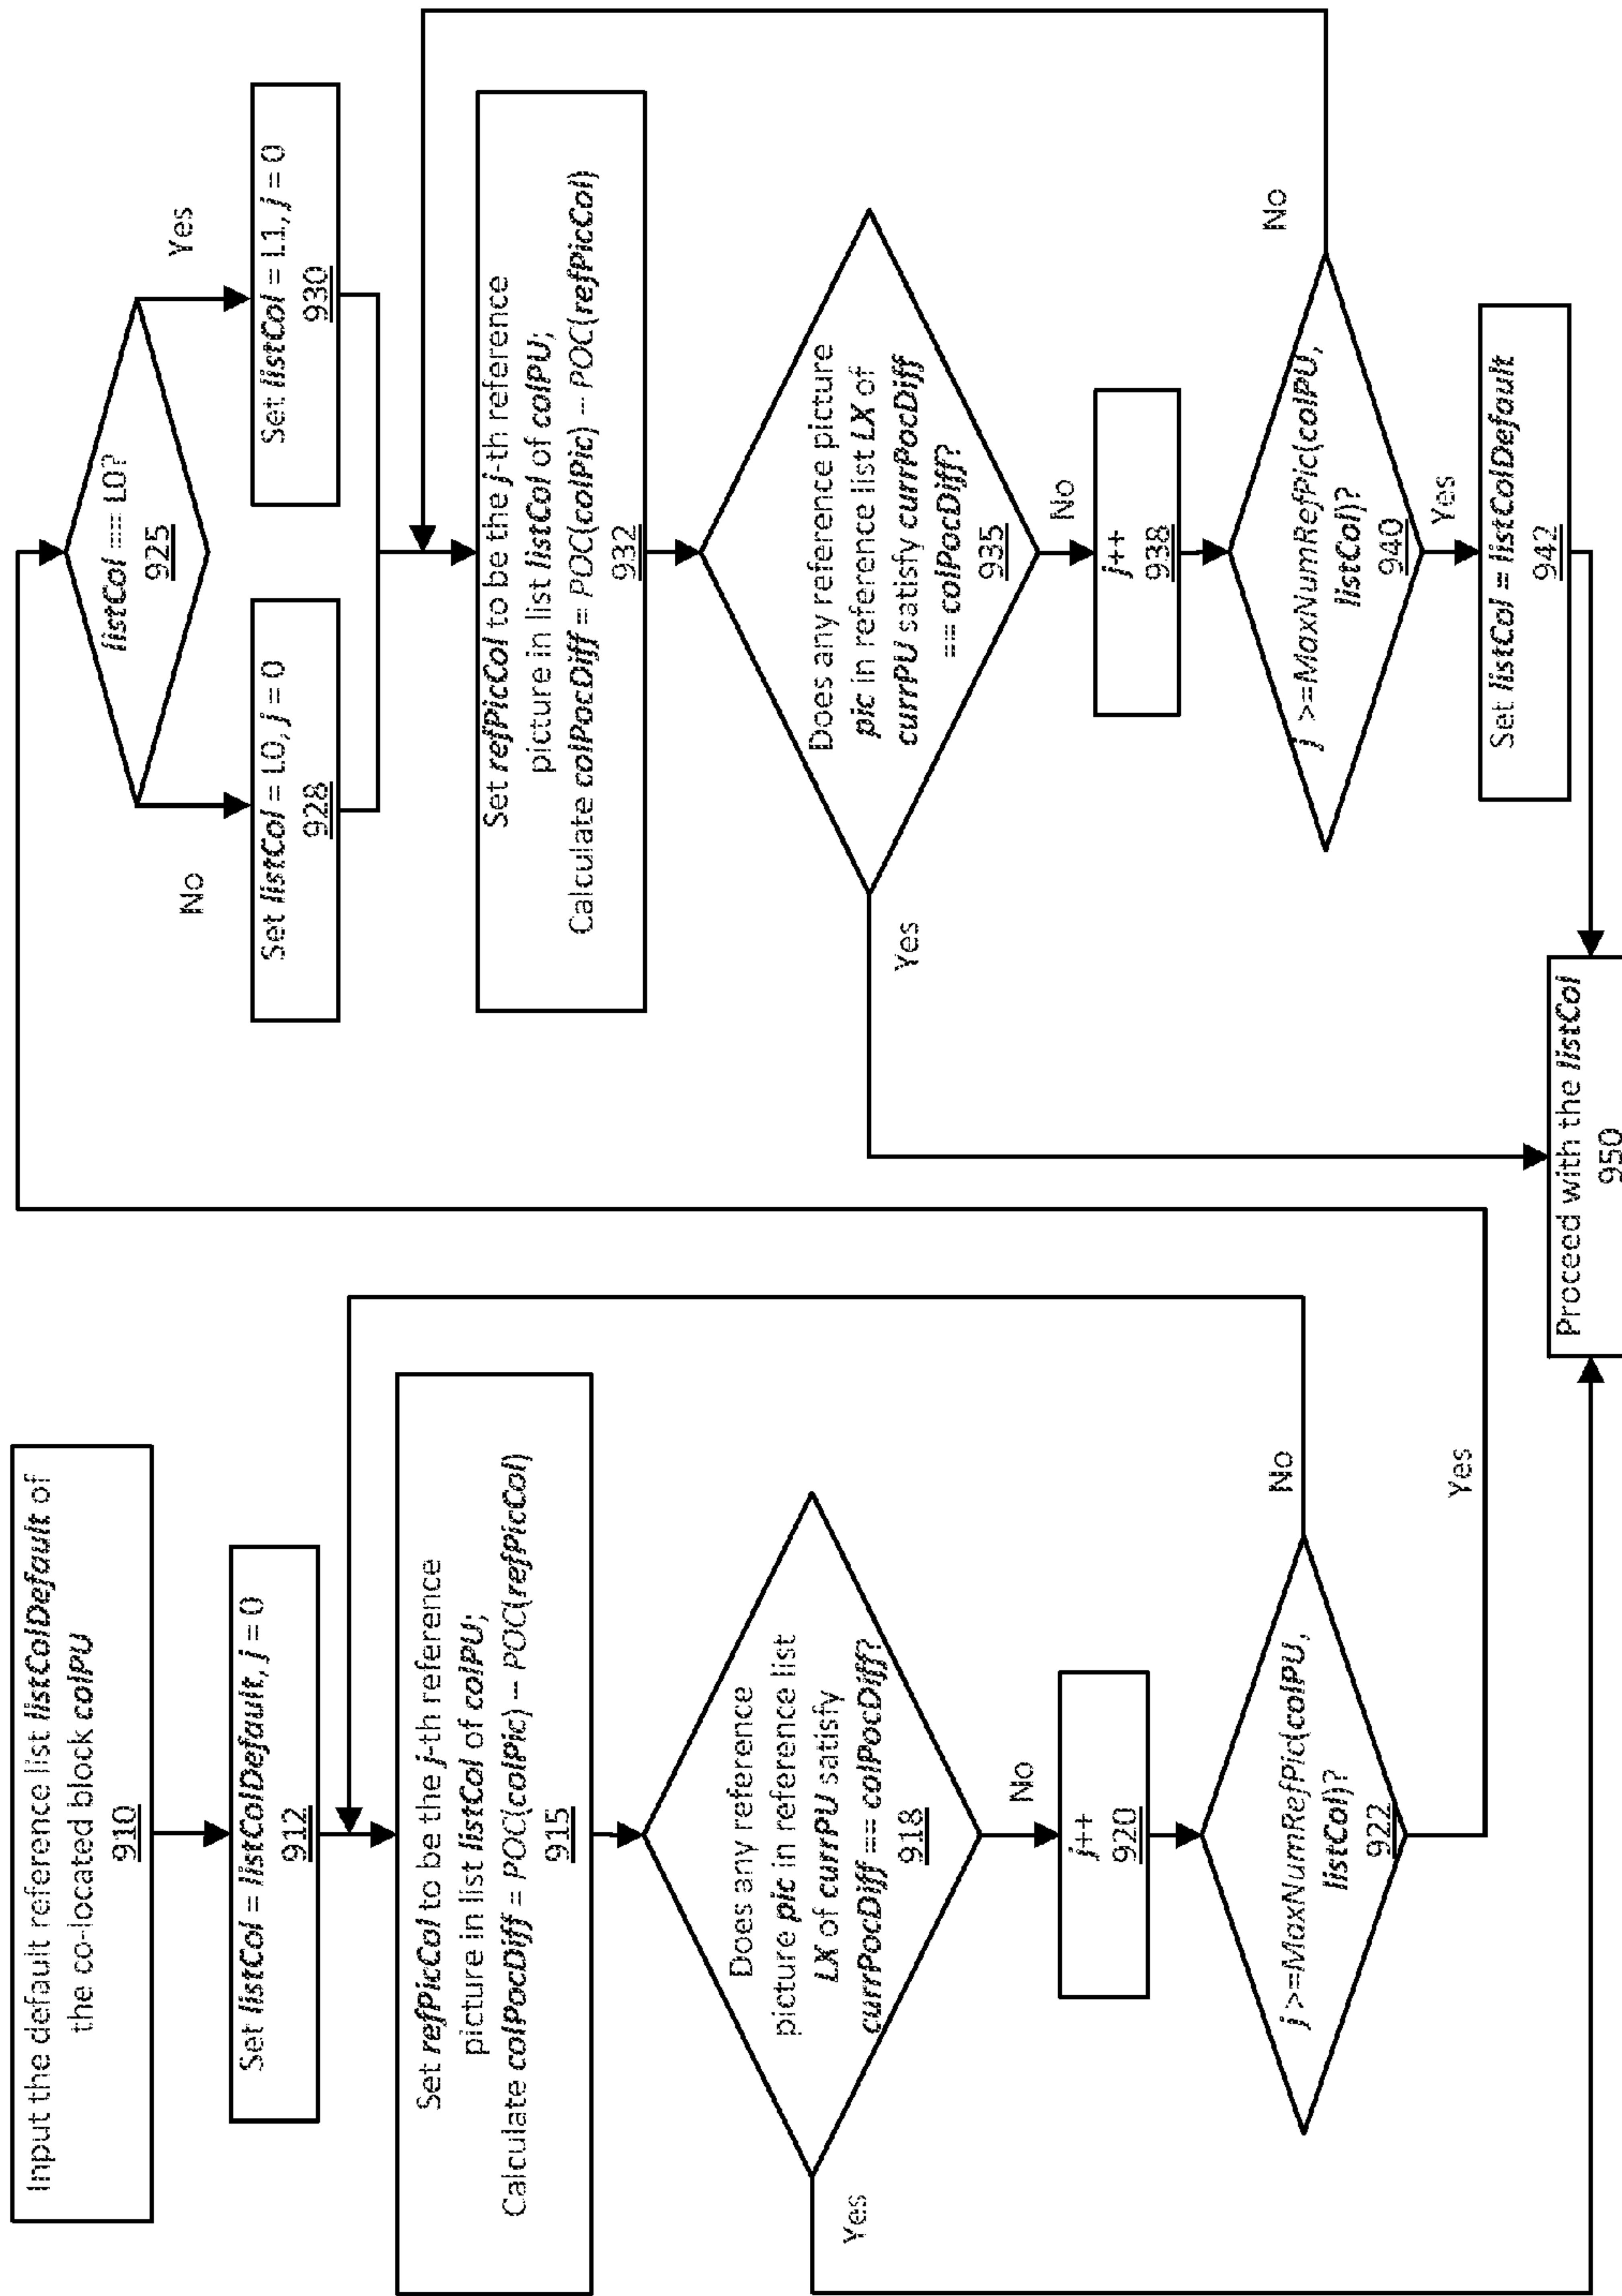 Input the default reference list listColDefault of
the co-located block colPU
910
Set listCol = listColDefault, j = 0
912
Set refPicCol to be the j-th reference
picture in list listCol of colPU;
Calculate colPocDiff = POC(colPic) – POC(refPicCol)
915
Does any reference
picture pic in reference list
LX of currPU satisfy
currPocDiff == colPocDiff?
918
Yes
No
j++
920
j >=MaxNumRefPic(colPU,
listCol)?
922
No
Yes
listCol == L0?
925
No
Yes
Set listCol = L0, j = 0
928
Set listCol = L1, j = 0
930
Set refPicCol to be the j-th reference
picture in list listCol of colPU;
Calculate colPocDiff = POC(colPic) – POC(refPicCol)
932
Does any reference picture
pic in reference list LX of
currPU satisfy currPocDiff
== colPocDiff?
935
Yes
No
j++
938
j >=MaxNumRefPic(colPU,
listCol)?
940
No
Yes
Set listCol = listColDefault
942
Proceed with the listCol
950